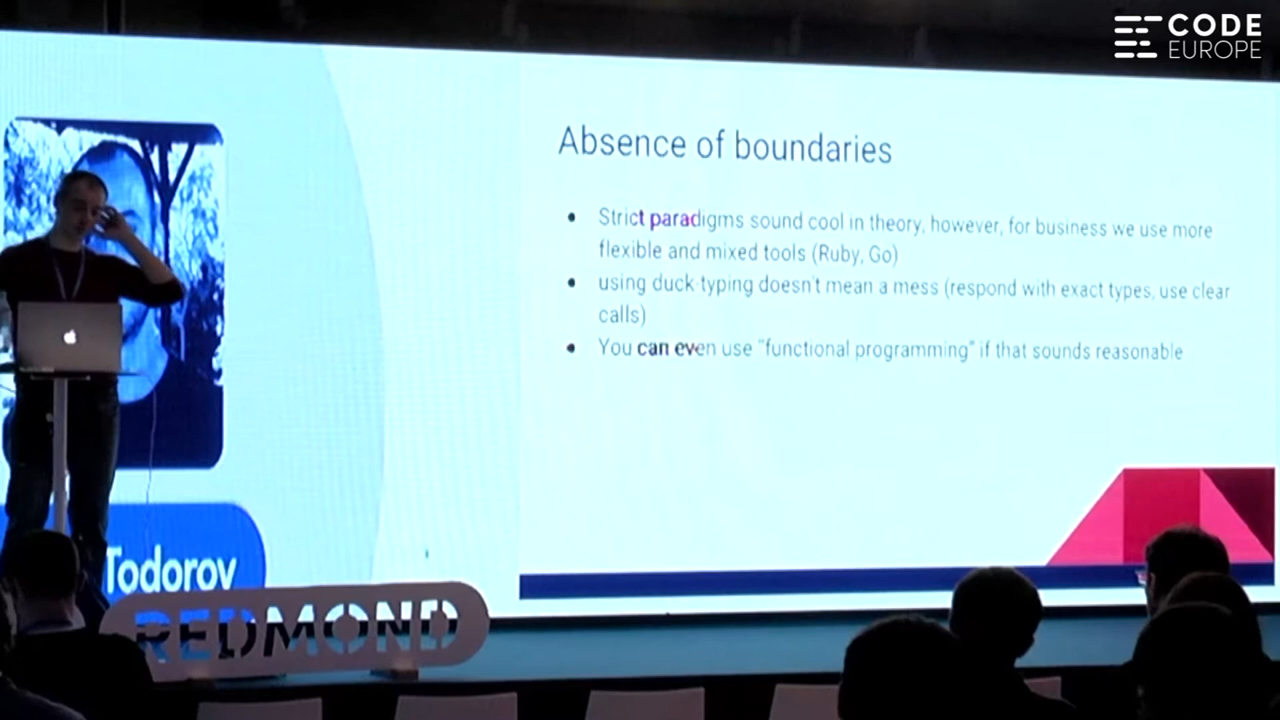 CODE
EUROPE
Absence of boundaries
Strict paradigms sound cool in theory, however, for business we use more
flexible and mixed tools (Ruby, Go)
using duck typing doesn't mean a mess (respond with exact types, use clear
calls)
You can even use "functional programming" if that sounds reasonable
Todorov
REDMOND